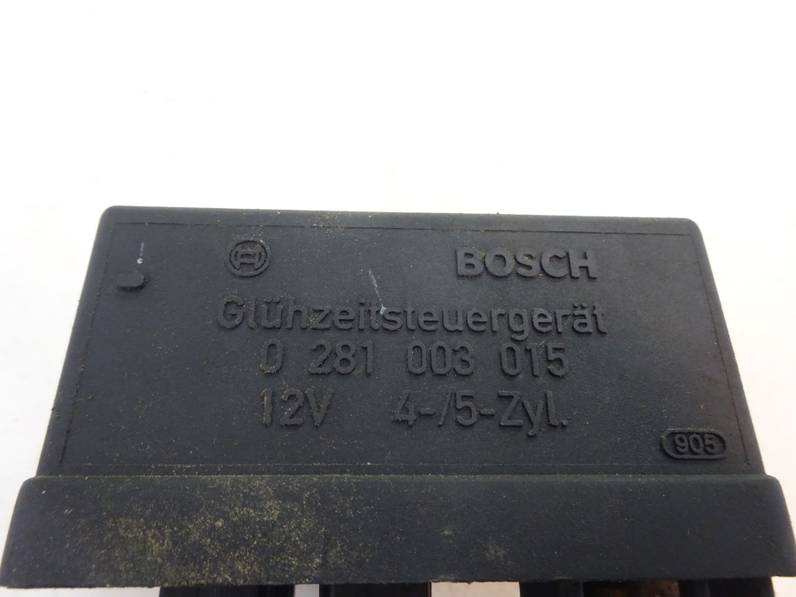 BOSCH
Glühzeitsteuergerät
0 281 003 015
12V 4-/5-Zyl.
905